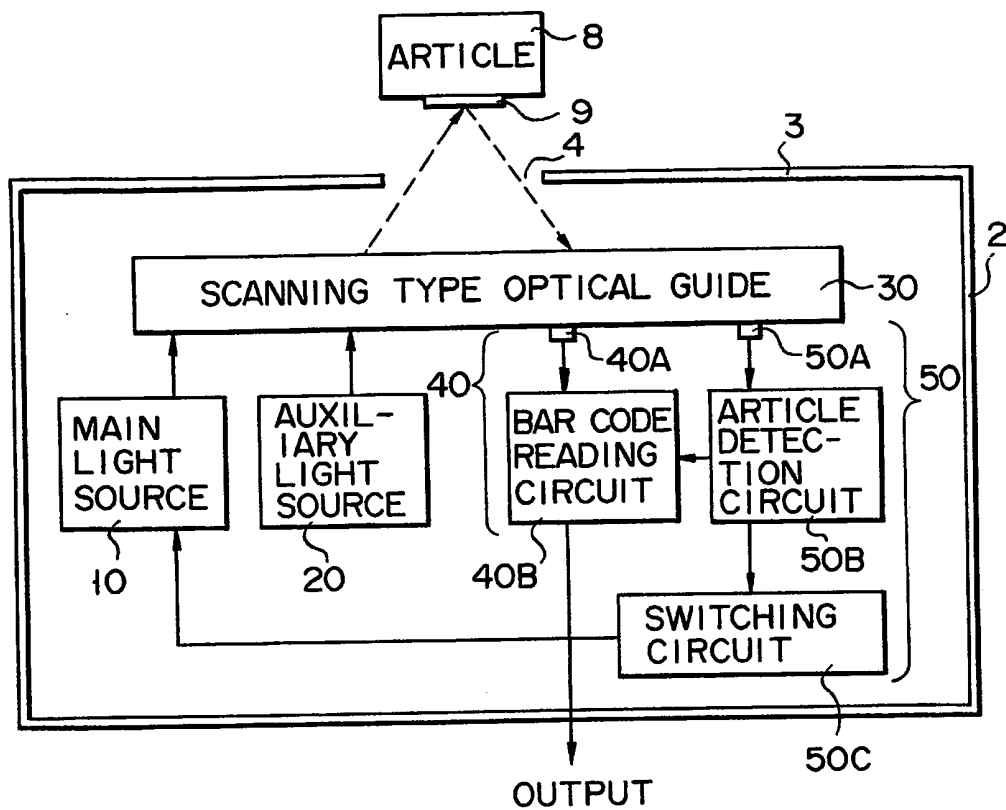 ARTICLE
8
9
4
3
2
SCANNING TYPE OPTICAL GUIDE
30
40
40A
50A
50
MAIN
LIGHT
SOURCE
10
AUXIL-
IARY
LIGHT
SOURCE
20
BAR CODE
READING
CIRCUIT
40B
ARTICLE
DETEC-
TION
CIRCUIT
50B
SWITCHING
CIRCUIT
50C
OUTPUT